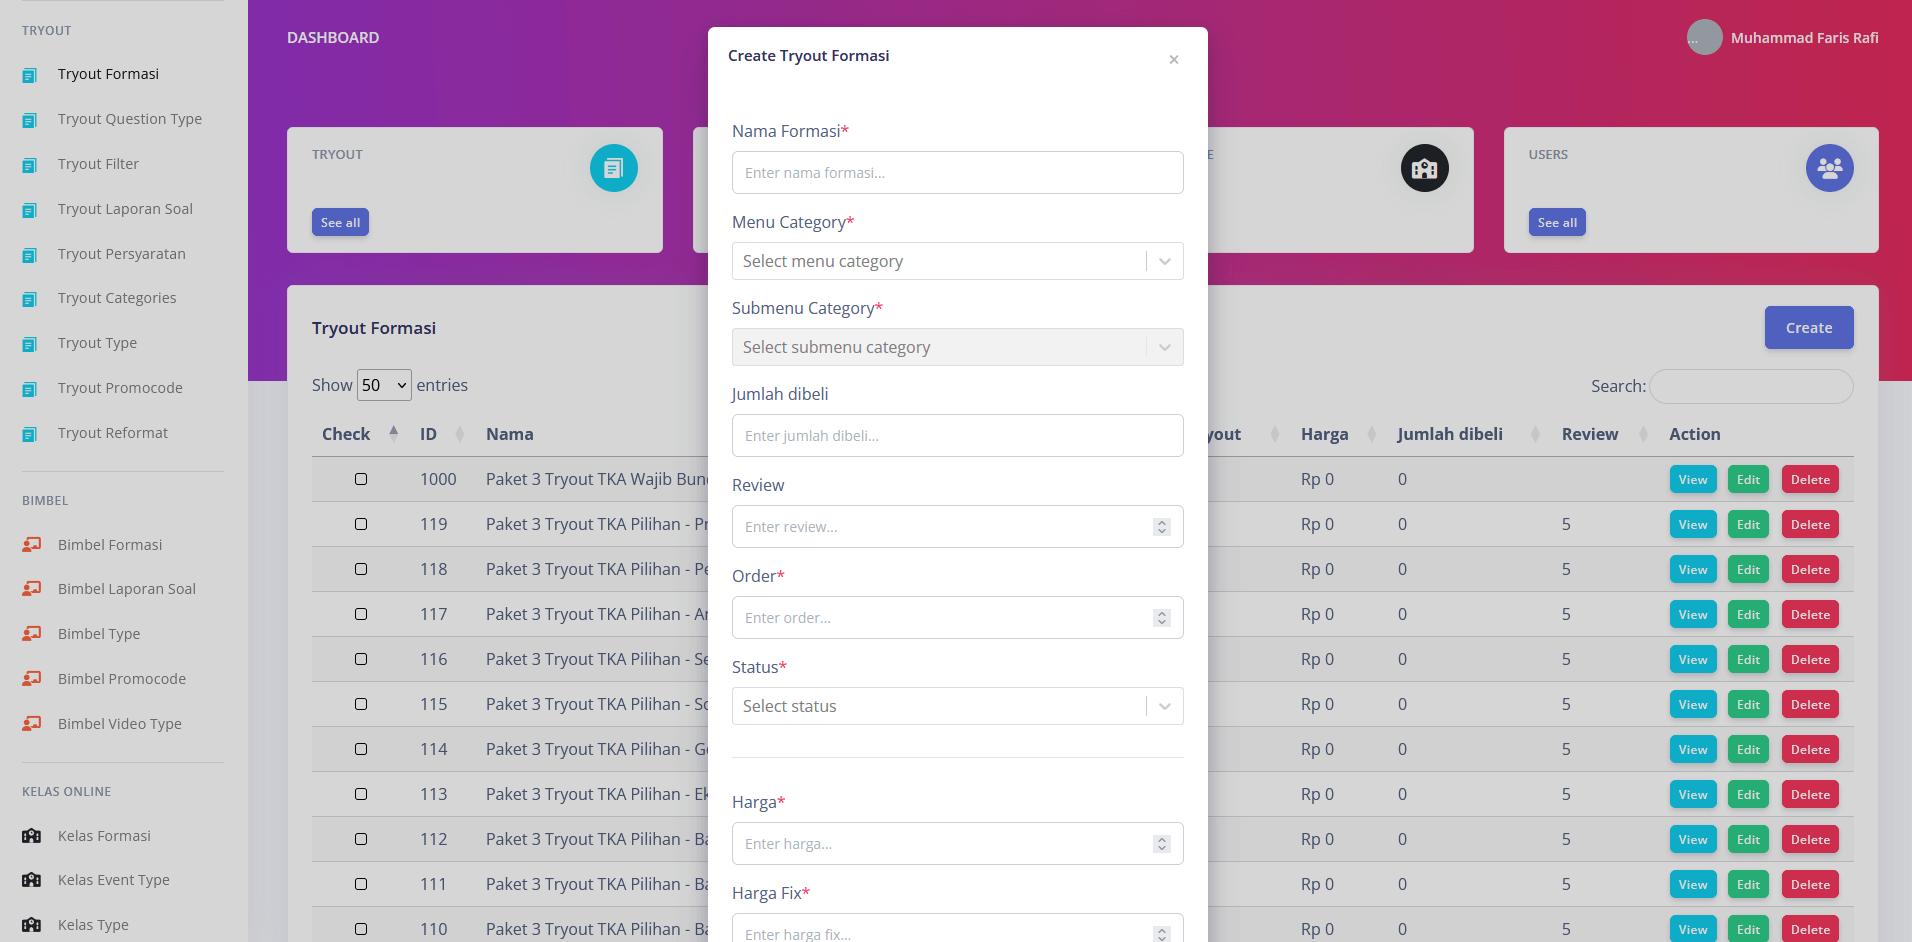 TRYOUT
Tryout Formasi
Tryout Question Type
Tryout Filter
Tryout Laporan Soal
Tryout Persyaratan
Tryout Categories
Tryout Type
Tryout Promocode
Tryout Reformat
BIMBEL
Bimbel Formasi
Bimbel Laporan Soal
Bimbel Type
Bimbel Promocode
Bimbel Video Type
KELAS ONLINE
Kelas Formasi
Kelas Event Type
Kelas Type
DASHBOARD
... Muhammad Faris Rafi
TRYOUT
See all
E
USERS
See all
Tryout Formasi
Create
Show 50 entries
Search:
Check ID Nama yout Harga Jumlah dibeli Review Action
1000 Paket 3 Tryout TKA Wajib Bun Rp 0 0 View Edit Delete
119 Paket 3 Tryout TKA Pilihan - Pr Rp 0 0 5 View Edit Delete
118 Paket 3 Tryout TKA Pilihan - Pe Rp 0 0 5 View Edit Delete
117 Paket 3 Tryout TKA Pilihan - Ar Rp 0 0 5 View Edit Delete
116 Paket 3 Tryout TKA Pilihan - Se Rp 0 0 5 View Edit Delete
115 Paket 3 Tryout TKA Pilihan - So Rp 0 0 5 View Edit Delete
114 Paket 3 Tryout TKA Pilihan - Ge Rp 0 0 5 View Edit Delete
113 Paket 3 Tryout TKA Pilihan - Ek Rp 0 0 5 View Edit Delete
112 Paket 3 Tryout TKA Pilihan - Ba Rp 0 0 5 View Edit Delete
111 Paket 3 Tryout TKA Pilihan - Ba Rp 0 0 5 View Edit Delete
110 Paket 3 Tryout TKA Pilihan - Ba Rp 0 0 5 View Edit Delete
Create Tryout Formasi ×
Nama Formasi*
Enter nama formasi...
Menu Category*
Select menu category
Submenu Category*
Select submenu category
Jumlah dibeli
Enter jumlah dibeli...
Review
Enter review...
Order*
Enter order...
Status*
Select status
Harga*
Enter harga...
Harga Fix*
Enter harga fix...